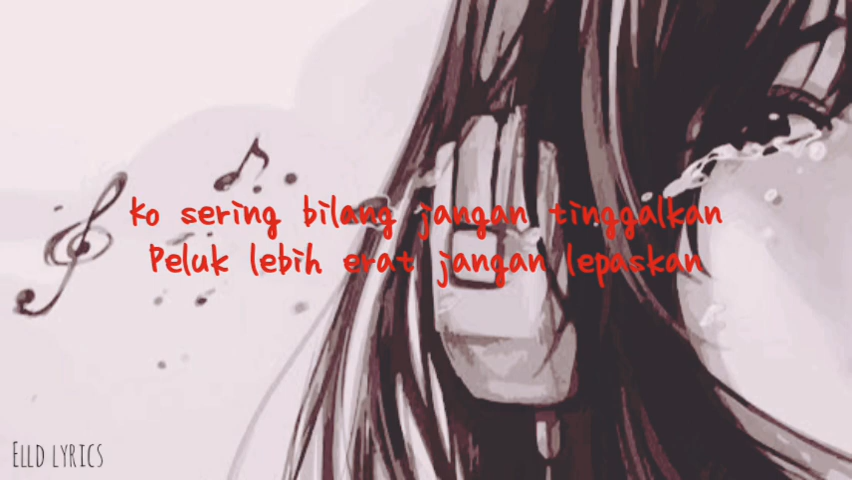 Ko sering bilang jangan tinggalkan
Peluk lebih erat jangan lepaskan
ELLD LYRICS